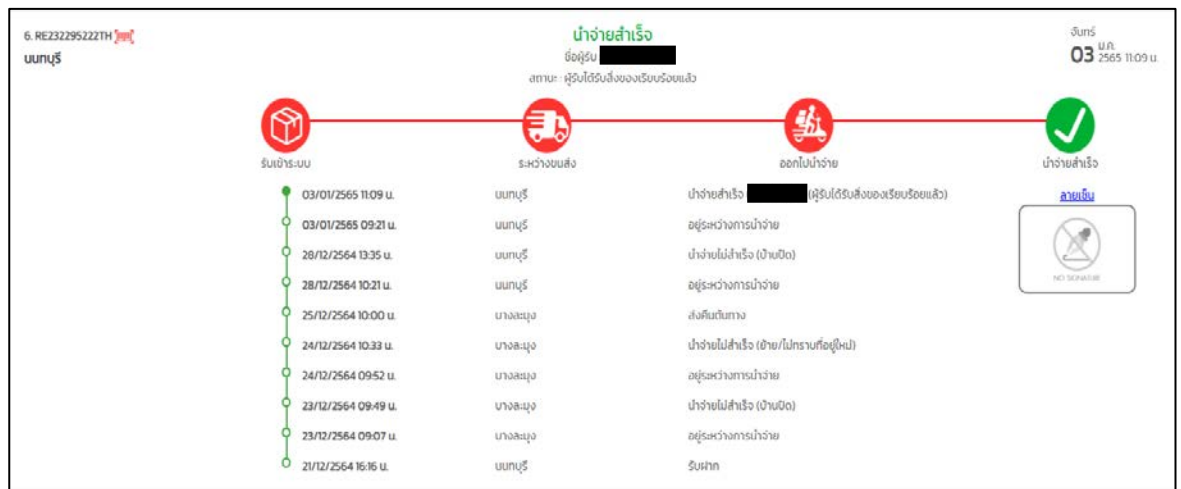 6. RE232295222TH
นนทบุรี
นำจ่ายสำเร็จ
ชื่อผู้รับ
สถานะ : ผู้รับได้รับสิ่งของเรียบร้อยแล้ว
จันทร์
03 ม.ค. 2565 11:09 น.
รับเข้าระบบ ระหว่างขนส่ง ออกไปนำจ่าย นำจ่ายสำเร็จ
03/01/2565 11:09 น. นนทบุรี นำจ่ายสำเร็จ (ผู้รับได้รับสิ่งของเรียบร้อยแล้ว) ลายเซ็น
03/01/2565 09:21 น. นนทบุรี อยู่ระหว่างการนำจ่าย
28/12/2564 13:35 น. นนทบุรี นำจ่ายไม่สำเร็จ (บ้านปิด)
28/12/2564 10:21 น. นนทบุรี อยู่ระหว่างการนำจ่าย
NO SIGNATURE
25/12/2564 10:00 น. บางละมุง ส่งคืนต้นทาง
24/12/2564 10:33 น. บางละมุง นำจ่ายไม่สำเร็จ (ย้าย/ไม่ทราบที่อยู่ใหม่)
24/12/2564 09:52 น. บางละมุง อยู่ระหว่างการนำจ่าย
23/12/2564 09:49 น. บางละมุง นำจ่ายไม่สำเร็จ (บ้านปิด)
23/12/2564 09:07 น. บางละมุง อยู่ระหว่างการนำจ่าย
21/12/2564 16:16 น. นนทบุรี รับฝาก